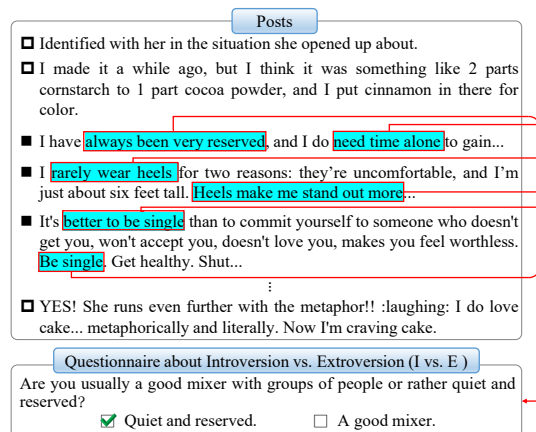 Posts
Identified with her in the situation she opened up about.
I made it a while ago, but I think it was something like 2 parts
cornstarch to 1 part cocoa powder, and I put cinnamon in there for
color.
I have always been very reserved, and I do need time alone to gain...
I rarely wear heels for two reasons: they're uncomfortable, and I'm
just about six feet tall. Heels make me stand out more...
It's better to be single than to commit yourself to someone who doesn't
get you, won't accept you, doesn't love you, makes you feel worthless.
Be single. Get healthy. Shut...
⋮
YES! She runs even further with the metaphor!! :laughing: I do love
cake... metaphorically and literally. Now I'm craving cake.
Questionnaire about Introversion vs. Extroversion (I vs. E )
Are you usually a good mixer with groups of people or rather quiet and
reserved?
Quiet and reserved. A good mixer.